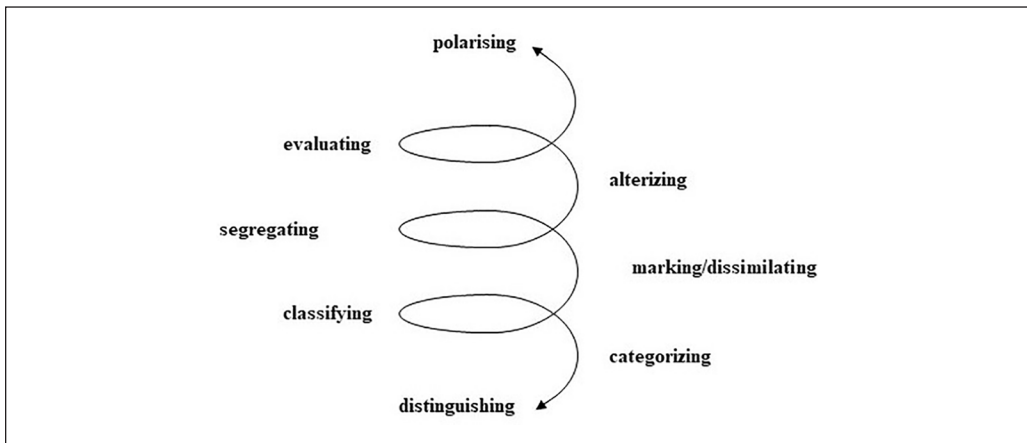 polarising
evaluating
alterizing
segregating
marking/dissimilating
classifying
categorizing
distinguishing